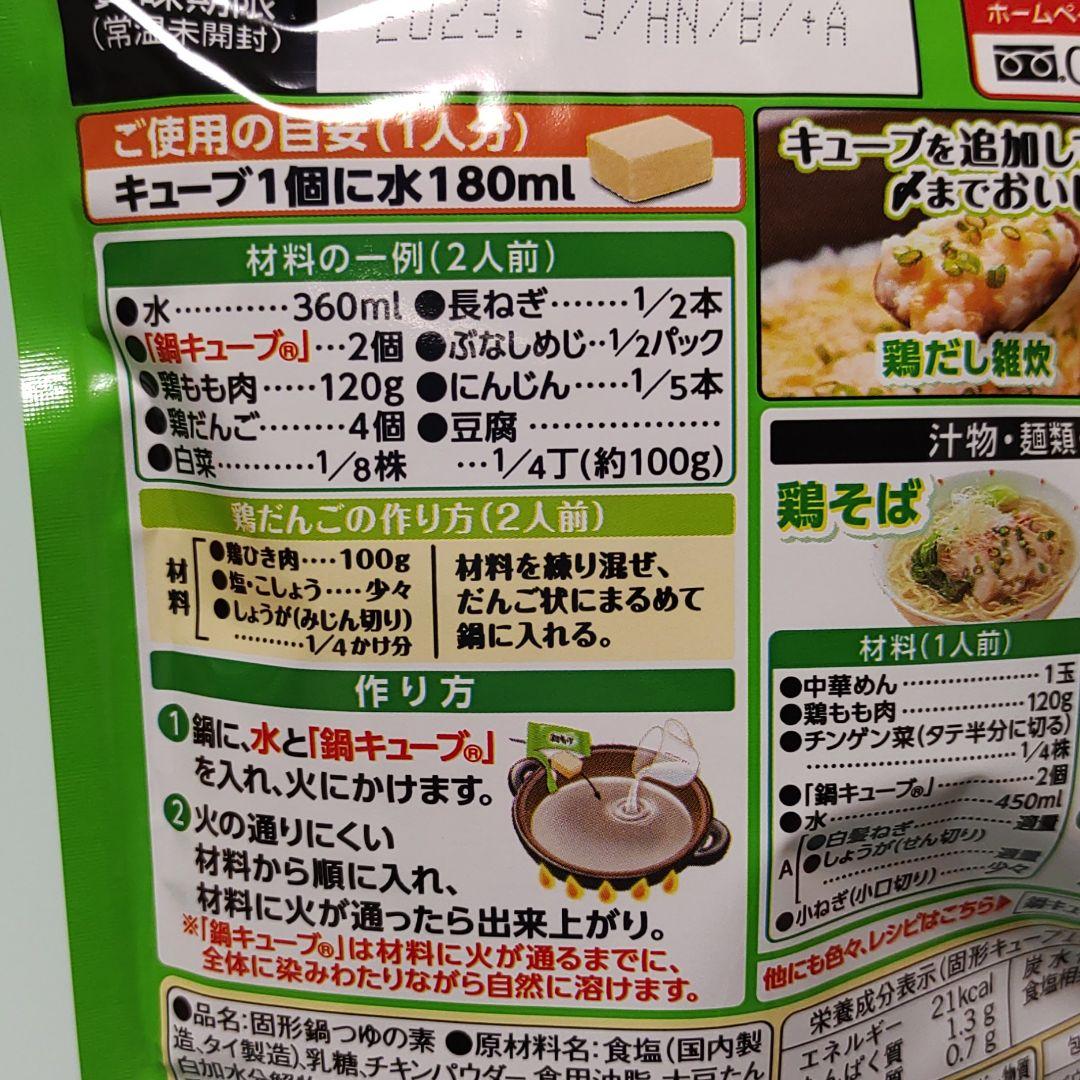 (常温未開封)
2023. 9/HN/B/+A
ご使用の目安(1人分)
キューブ1個に水180ml
材料の一例(2人前)
●水…………360ml
●「鍋キューブ®」…2個
●鶏もも肉……120g
●鶏だんご………4個
●白菜…………1/8株
●長ねぎ………1/2本
●ぶなしめじ…1/2パック
●にんじん……1/5本
●豆腐………………
…1/4丁(約100g)
鶏だんごの作り方(2人前)
材料
●鶏ひき肉‥‥100g
●塩・こしょう‥‥少々
●しょうが(みじん切り)
…………1/4かけ分
材料を練り混ぜ、
だんご状にまるめて
鍋に入れる。
作り方
1 鍋に、水と「鍋キューブ®」
を入れ、火にかけます。
2 火の通りにくい
材料から順に入れ、
材料に火が通ったら出来上がり。
※「鍋キューブ®」は材料に火が通るまでに、
全体に染みわたりながら自然に溶けます。
●品名:固形鍋つゆの素 ●原材料名:食塩(国内製
造、タイ製造)、乳糖、チキンパウダー、食用油脂、大豆たん
ホームペ
キューブを追加し
〆までおいし
鶏だし雑炊
汁物・麺類
鶏そば
材料(1人前)
●中華めん………………1玉
●鶏もも肉………………120g
●チンゲン菜(タテ半分に切る)
………………………1/4株
●「鍋キューブ®」…………2個
●水………………………450ml
A
●白髪ねぎ…………適量
●しょうが(せん切り)
…………………適量
●小ねぎ(小口切り)………少々
他にも色々、レシピはこちら▶
栄養成分表示(固形キューブ
エネルギー 21kcal
たんぱく質 1.3g
0.7g
炭水
食塩相